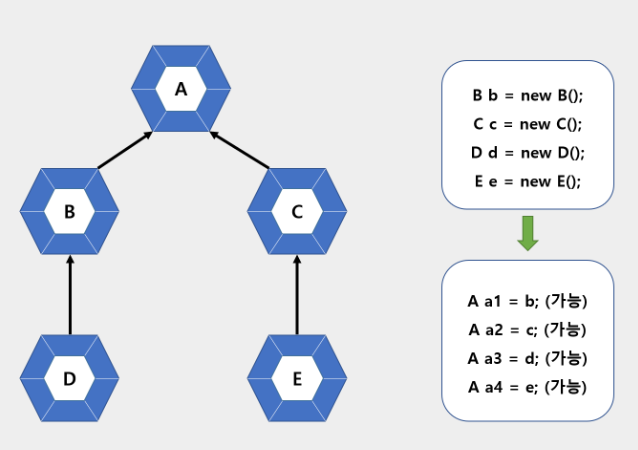 A
B
C
D
E
B b = new B();
C c = new C();
D d = new D();
E e = new E();
A a1 = b; (가능)
A a2 = c; (가능)
A a3 = d; (가능)
A a4 = e; (가능)